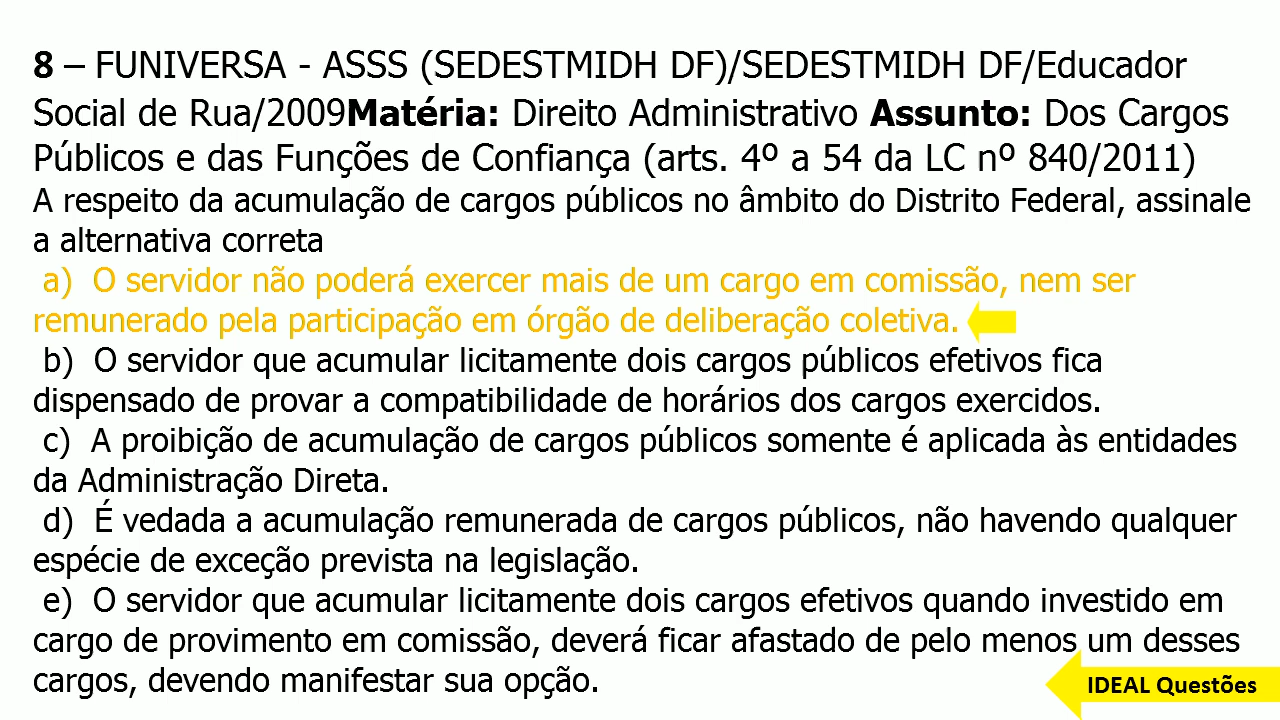 8 – FUNIVERSA - ASSS (SEDESTMIDH DF)/SEDESTMIDH DF/Educador
Social de Rua/2009Matéria: Direito Administrativo Assunto: Dos Cargos
Públicos e das Funções de Confiança (arts. 4º a 54 da LC nº 840/2011)
A respeito da acumulação de cargos públicos no âmbito do Distrito Federal, assinale
a alternativa correta
a) O servidor não poderá exercer mais de um cargo em comissão, nem ser
remunerado pela participação em órgão de deliberação coletiva.
b) O servidor que acumular licitamente dois cargos públicos efetivos fica
dispensado de provar a compatibilidade de horários dos cargos exercidos.
c) A proibição de acumulação de cargos públicos somente é aplicada às entidades
da Administração Direta.
d) É vedada a acumulação remunerada de cargos públicos, não havendo qualquer
espécie de exceção prevista na legislação.
e) O servidor que acumular licitamente dois cargos efetivos quando investido em
cargo de provimento em comissão, deverá ficar afastado de pelo menos um desses
cargos, devendo manifestar sua opção.
IDEAL Questões